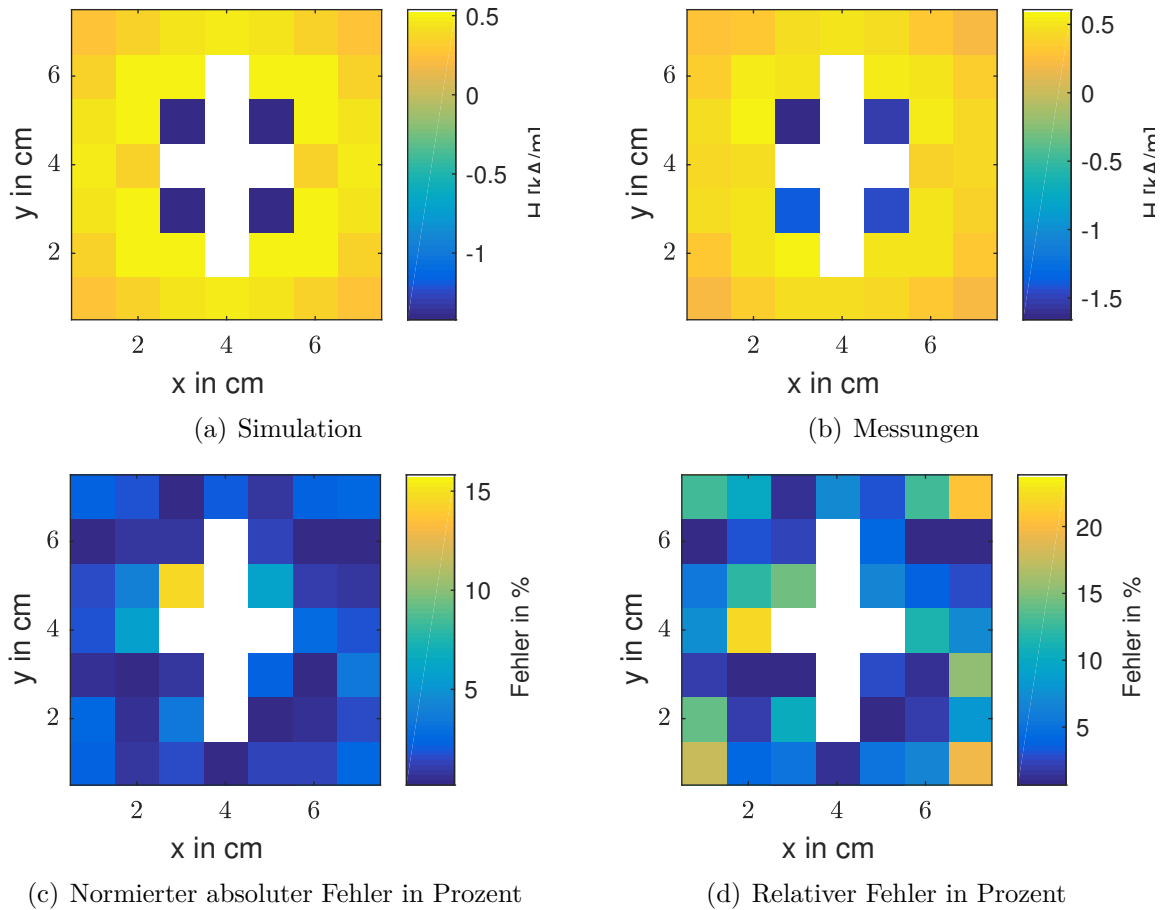 6
4
2
y in cm
2
4
6
x in cm
0.5
0
-0.5
-1
H [kA/m]
(a) Simulation
6
4
2
y in cm
2
4
6
x in cm
0.5
0
-0.5
-1
-1.5
H [kA/m]
(b) Messungen
6
4
2
y in cm
2
4
6
x in cm
15
10
5
Fehler in %
(c) Normierter absoluter Fehler in Prozent
6
4
2
y in cm
2
4
6
x in cm
20
15
10
5
Fehler in %
(d) Relativer Fehler in Prozent